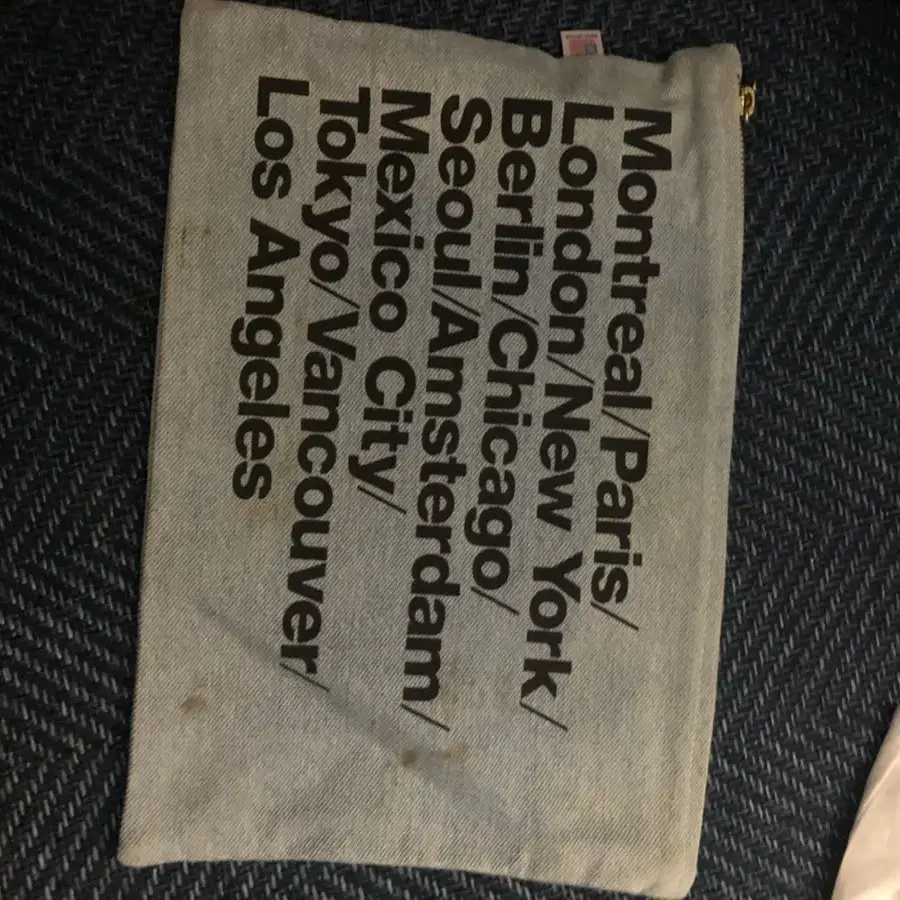 Montreal/Paris/
London/New York/
Berlin/Chicago/
Seoul/Amsterdam/
Mexico City/
Tokyo/Vancouver/
Los Angeles